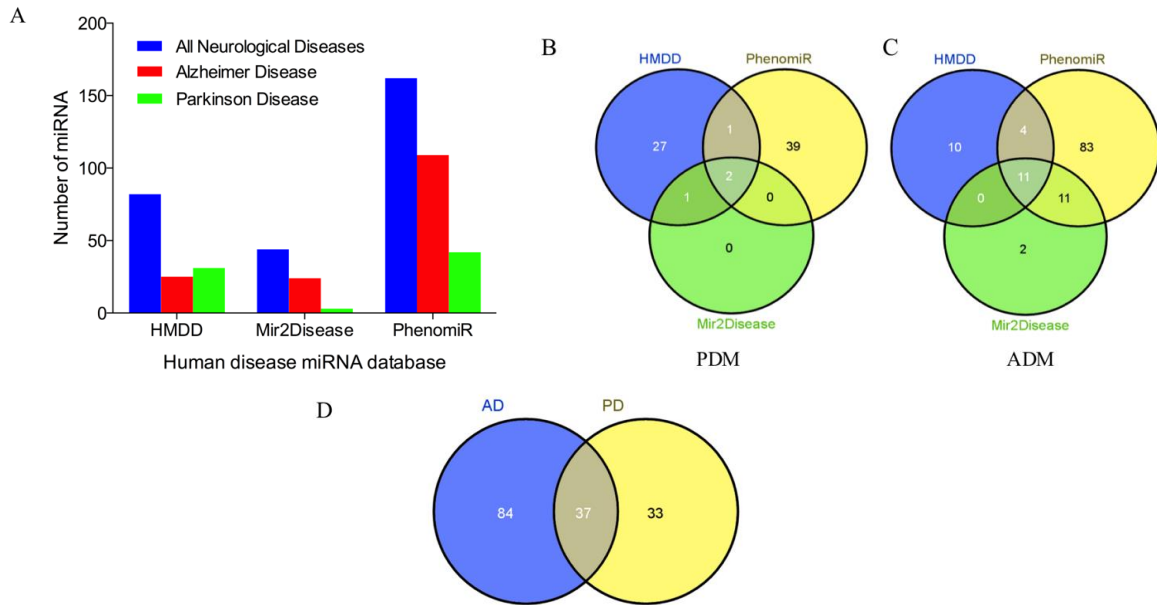 A
200
150
100
50
0
Number of miRNA
All Neurological Diseases
Alzheimer Disease
Parkinson Disease
HMDD
Mir2Disease
PhenomiR
Human disease miRNA database
B
HMDD
PhenomiR
27
1
39
2
1
0
0
Mir2Disease
PDM
C
HMDD
PhenomiR
10
4
83
11
0
11
2
Mir2Disease
ADM
D
AD
PD
84
37
33